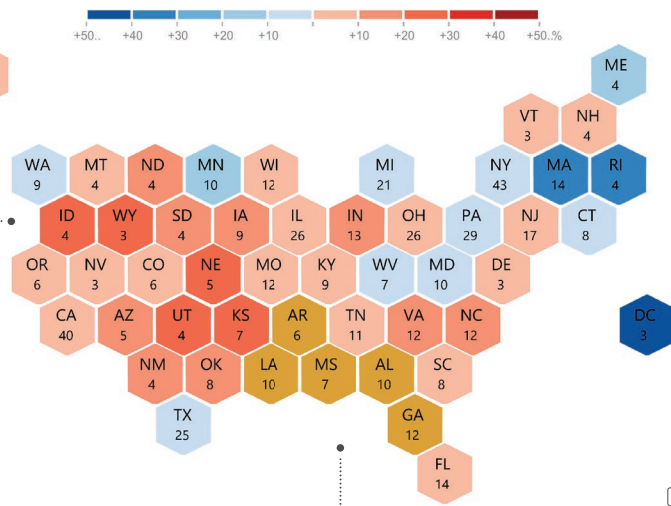 +50.. +40 +30 +20 +10 +10 +20 +30 +40 +50.%
ME
4
VT NH
3 4
WA MT ND MN WI MI NY MA RI
9 4 4 10 12 21 43 14 4
ID WY SD IA IL IN OH PA NJ CT
4 3 4 9 26 13 26 29 17 8
OR NV CO NE MO KY WV MD DE
6 3 6 5 12 9 7 10 3
CA AZ UT KS AR TN VA NC DC
40 5 4 7 6 11 12 12 3
NM OK LA MS AL SC
4 8 10 7 10 8
TX GA
25 12
FL
14